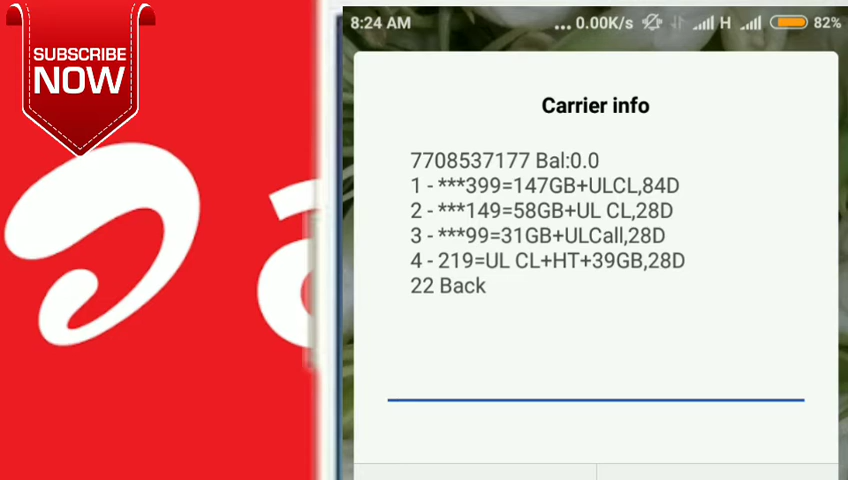 SUBSCRIBE
NOW
a
8:24 AM
... 0.00K/s H 82%
Carrier info
7708537177 Bal:0.0
1 - ***399=147GB+ULCL,84D
2 - ***149=58GB+UL CL,28D
3 - ***99=31GB+ULCall,28D
4 - 219=UL CL+HT+39GB,28D
22 Back